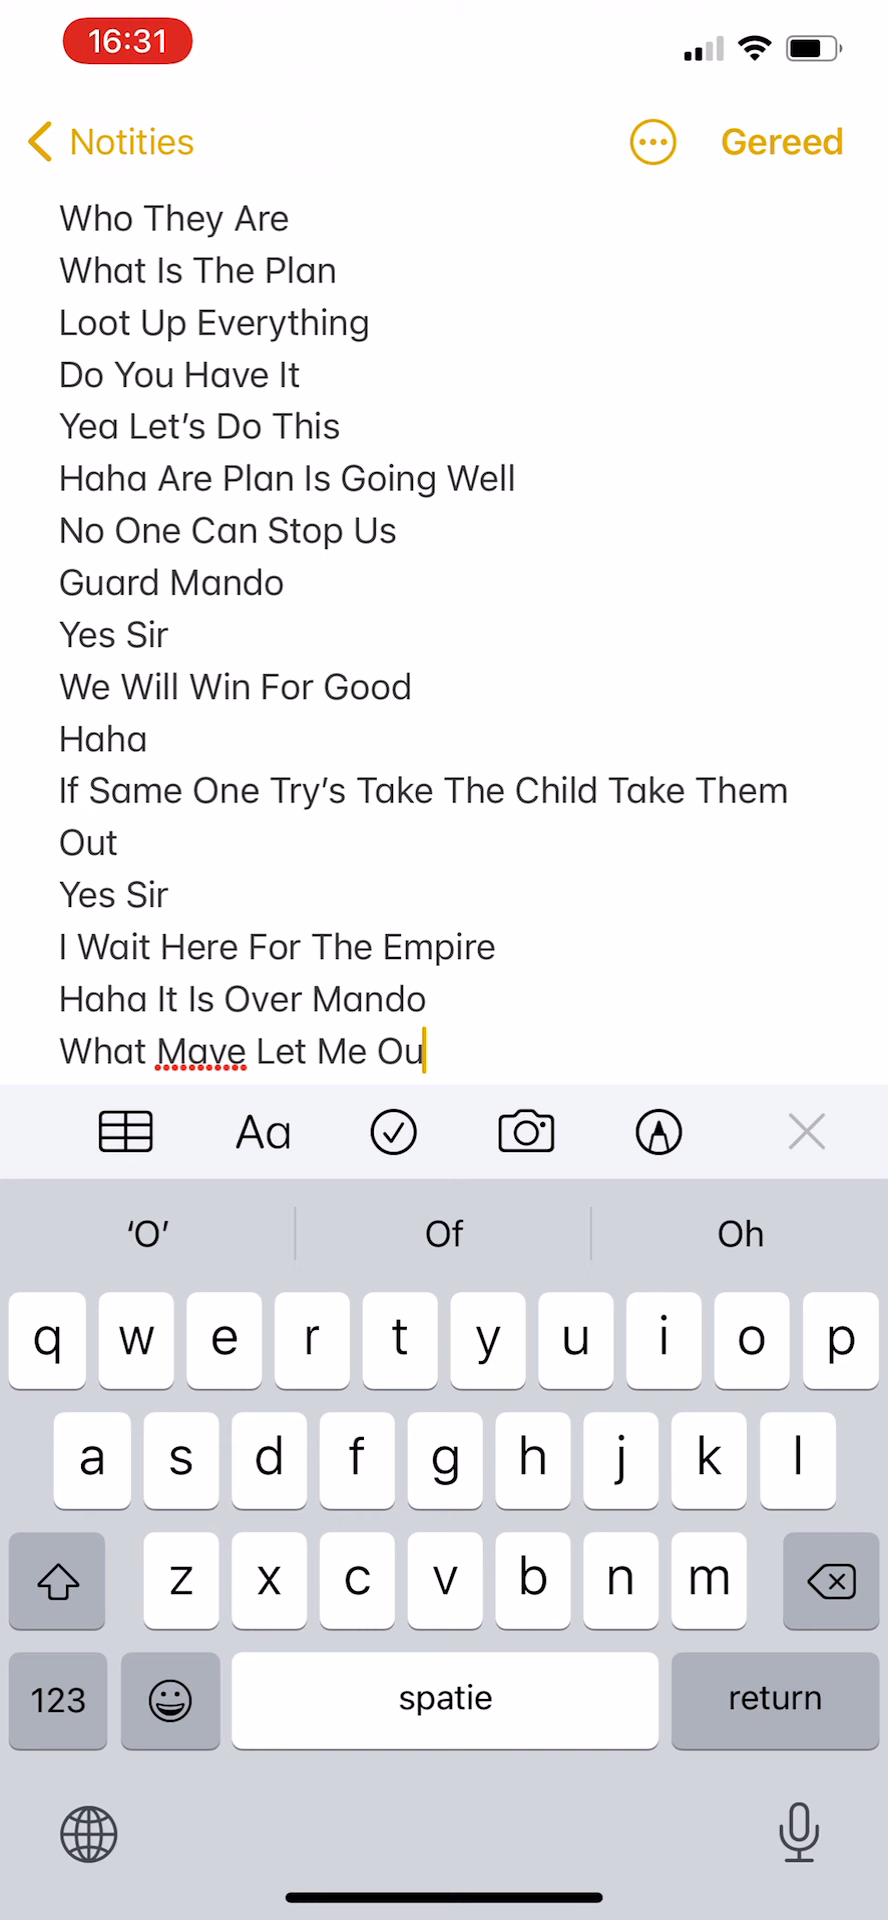 16:31
Notities
Gereed
Who They Are
What Is The Plan
Loot Up Everything
Do You Have It
Yea Let's Do This
Haha Are Plan Is Going Well
No One Can Stop Us
Guard Mando
Yes Sir
We Will Win For Good
Haha
If Same One Try's Take The Child Take Them
Out
Yes Sir
I Wait Here For The Empire
Haha It Is Over Mando
What Mave Let Me Ou
Aa
‘O’ Of Oh
q w e r t y u i o p
a s d f g h j k l
z x c v b n m
123 spatie return